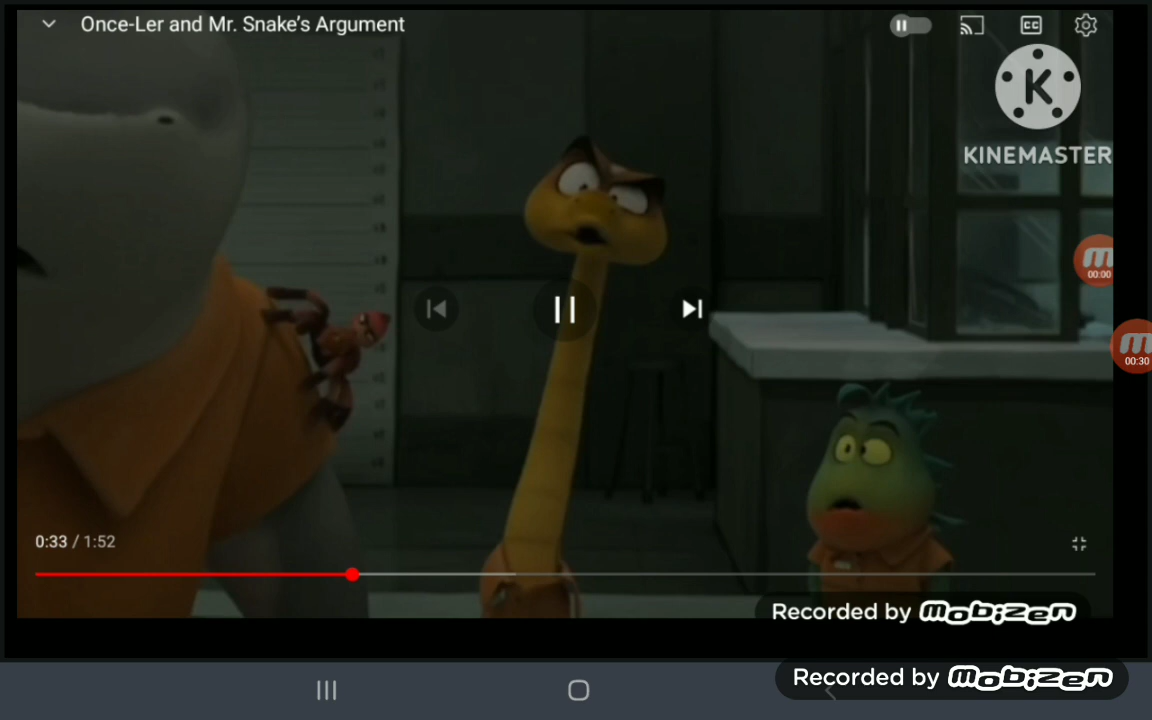 Once-Ler and Mr. Snake’s Argument
CC
K
KINEMASTER
00:00
00:30
0:33 / 1:52
Recorded by mobizen
Recorded by mobizen